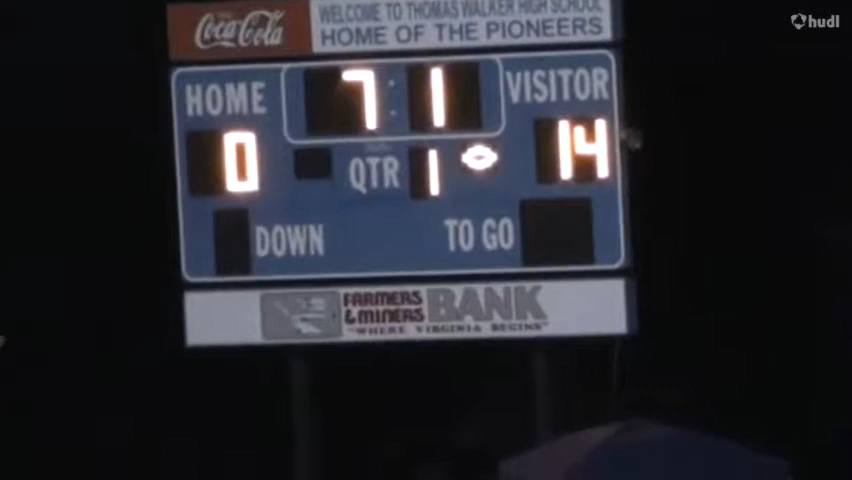 Coca-Cola
WELCOME TO THOMAS WALKER HIGH SCHOOL
HOME OF THE PIONEERS
hudl
HOME 7:1 VISITOR
0 QTR 1 14
DOWN TO GO
FARMERS & MINERS BANK
"WHERE VIRGINIA BEGINS"